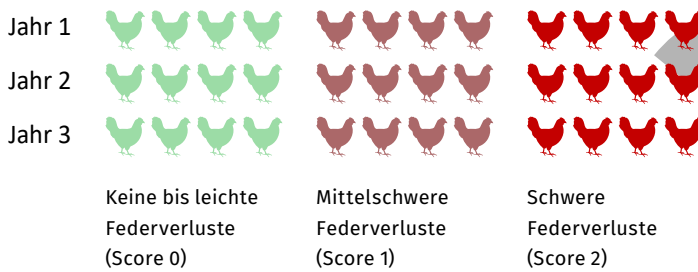 Jahr 1
Jahr 2
Jahr 3
Keine bis leichte
Federverluste
(Score 0)
Mittelschwere
Federverluste
(Score 1)
Schwere
Federverluste
(Score 2)